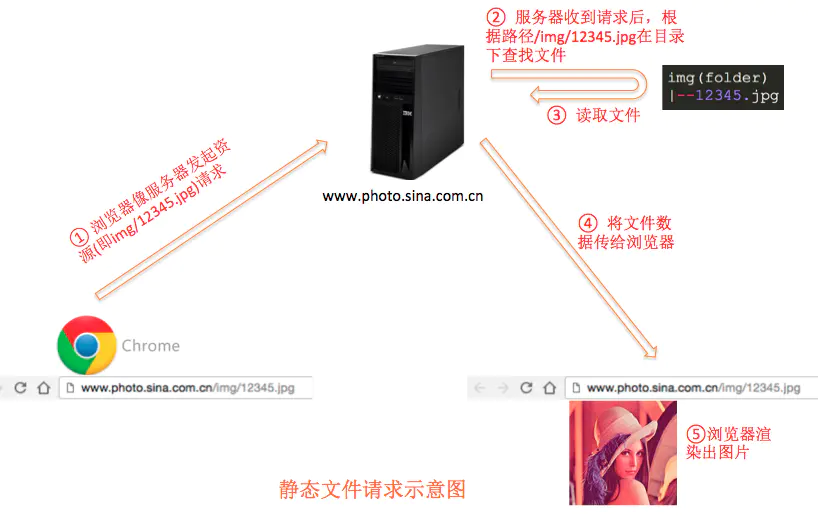 ② 服务器收到请求后，根
据路径/img/12345.jpg在目录
下查找文件
img(folder)
|--12345.jpg
③ 读取文件
IBM
www.photo.sina.com.cn
① 浏览器像服务器发起资
源(即img/12345.jpg)请求
④ 将文件数
据传给浏览器
Chrome
www.photo.sina.com.cn/img/12345.jpg
www.photo.sina.com.cn/img/12345.jpg
⑤浏览器渲
染出图片
静态文件请求示意图